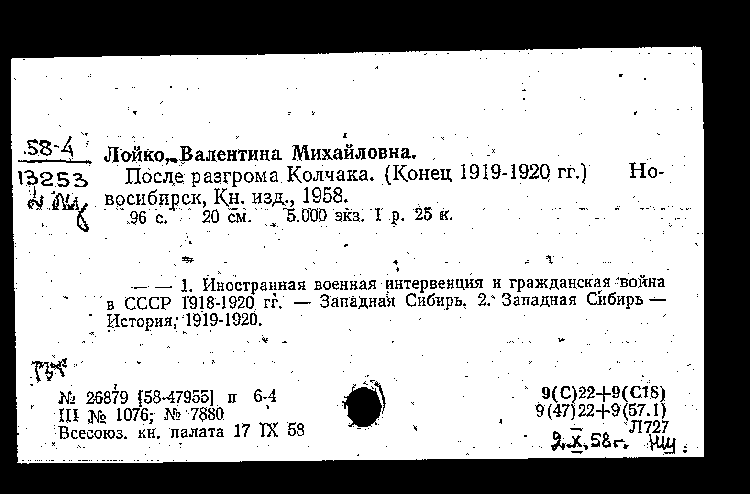 58-4
13253
Лойко, Валентина Михайловна.
После разгрома Колчака. (Конец 1919-1920 гг.) Но-
восибирск, Кн. изд., 1958.
96 с. 20 см. 5.000 экз. 1 р. 25 к.
— — 1. Иностранная военная интервенция и гражданская война
в СССР 1918-1920 гг. — Западная Сибирь. 2. Западная Сибирь —
История, 1919-1920.
№ 26879 [58-47955] п 6-4
III № 1076; № 7880
Всесоюз. кн. палата 17 IX 58
9(С)22+9(С18)
9(47)22+9(57.1)
Л727
2.X.58г.